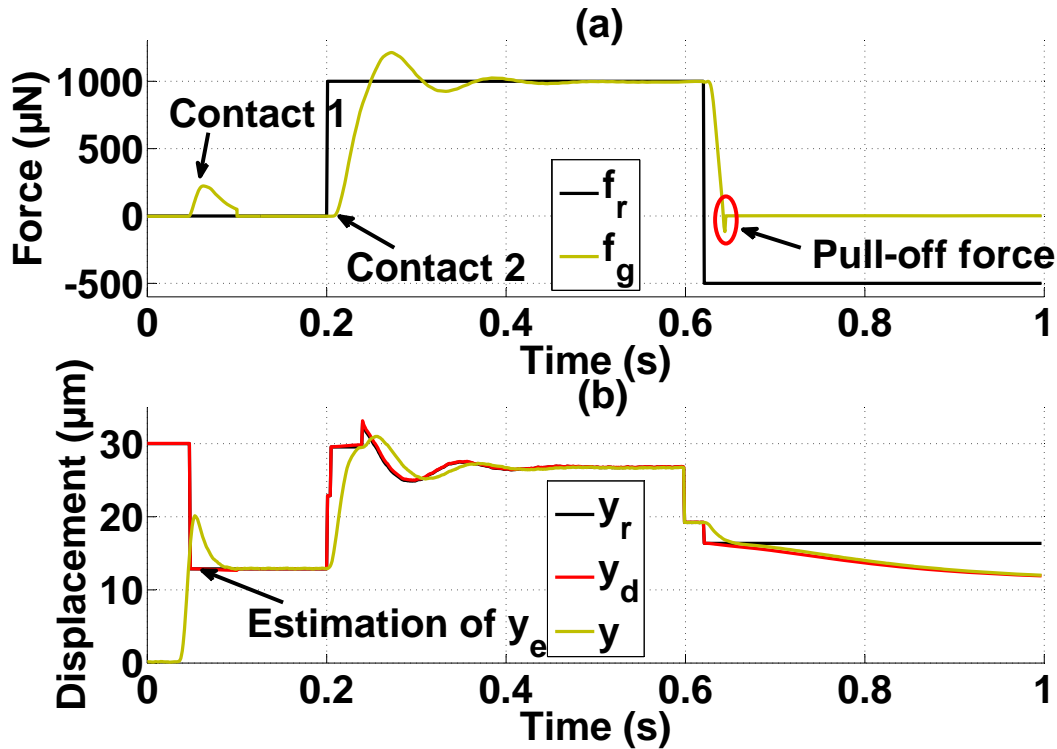 (a)
Force (µN)
1000
500
0
-500
Contact 1
Contact 2
Pull-off force
f_r
f_g
0 0.2 0.4 0.6 0.8 1
Time (s)
(b)
Displacement (µm)
30
20
10
0
Estimation of y_e
y_r
y_d
y
0 0.2 0.4 0.6 0.8 1
Time (s)